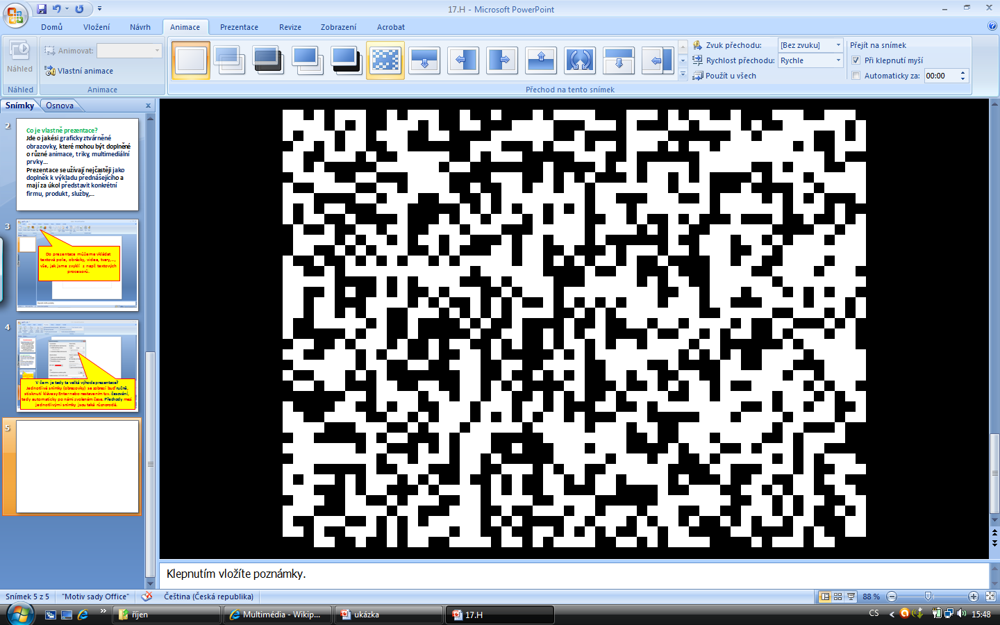 17.H - Microsoft PowerPoint
Domů Vložení Návrh Animace Prezentace Revize Zobrazení Acrobat
Náhled
Náhled
Animovat:
Vlastní animace
Animace
Přechod na tento snímek
Zvuk přechodu: [Bez zvuku]
Rychlost přechodu: Rychle
Použít u všech
Přejít na snímek
Při klepnutí myší
Automaticky za: 00:00
Snímky Osnova
2
Co je vlastně prezentace?
Jde o jakési graficky ztvárněné
obrazovky, které mohou být doplněné
o různé animace, triky, multimediální
prvky...
Prezentace se užívají nejčastěji jako
doplněk k výkladu přednášejícího a
mají za úkol představit konkrétní
firmu, produkt, služby,...
3
Do prezentace můžeme vkládat
textová pole, obrázky, videa, tvary,...,
vše, jak jsme zvyklí z např textových
procesorů.
4
V čem je tedy ta velká výhoda prezentace?
Jednotlivé snímky (obrazovky) se zobrazí buď ručně,
stisknutí klávesy Enter nebo nastavením tzv. časování,
tedy automaticky po námi zvoleném čase. Přechody mezi
jednotlivými snímky jsou také různorodé.
5
Klepnutím vložíte poznámky.
Snímek 5 z 5 "Motiv sady Office" Čeština (Česká republika) 88 %
říjen Multimédia - Wikip... ukázka 17.H CS 15:48